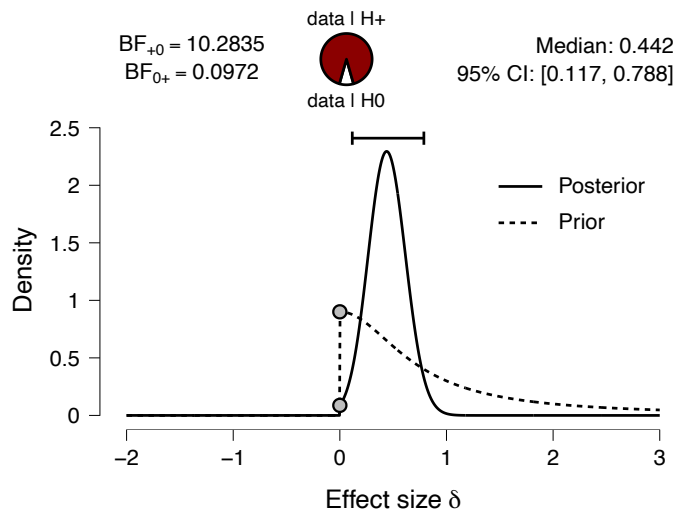 data | H+
BF+0 = 10.2835
BF0+ = 0.0972
data | H0
Median: 0.442
95% CI: [0.117, 0.788]
2.5
2
1.5
1
0.5
0
Density
Posterior
Prior
−2 −1 0 1 2 3
Effect size δ